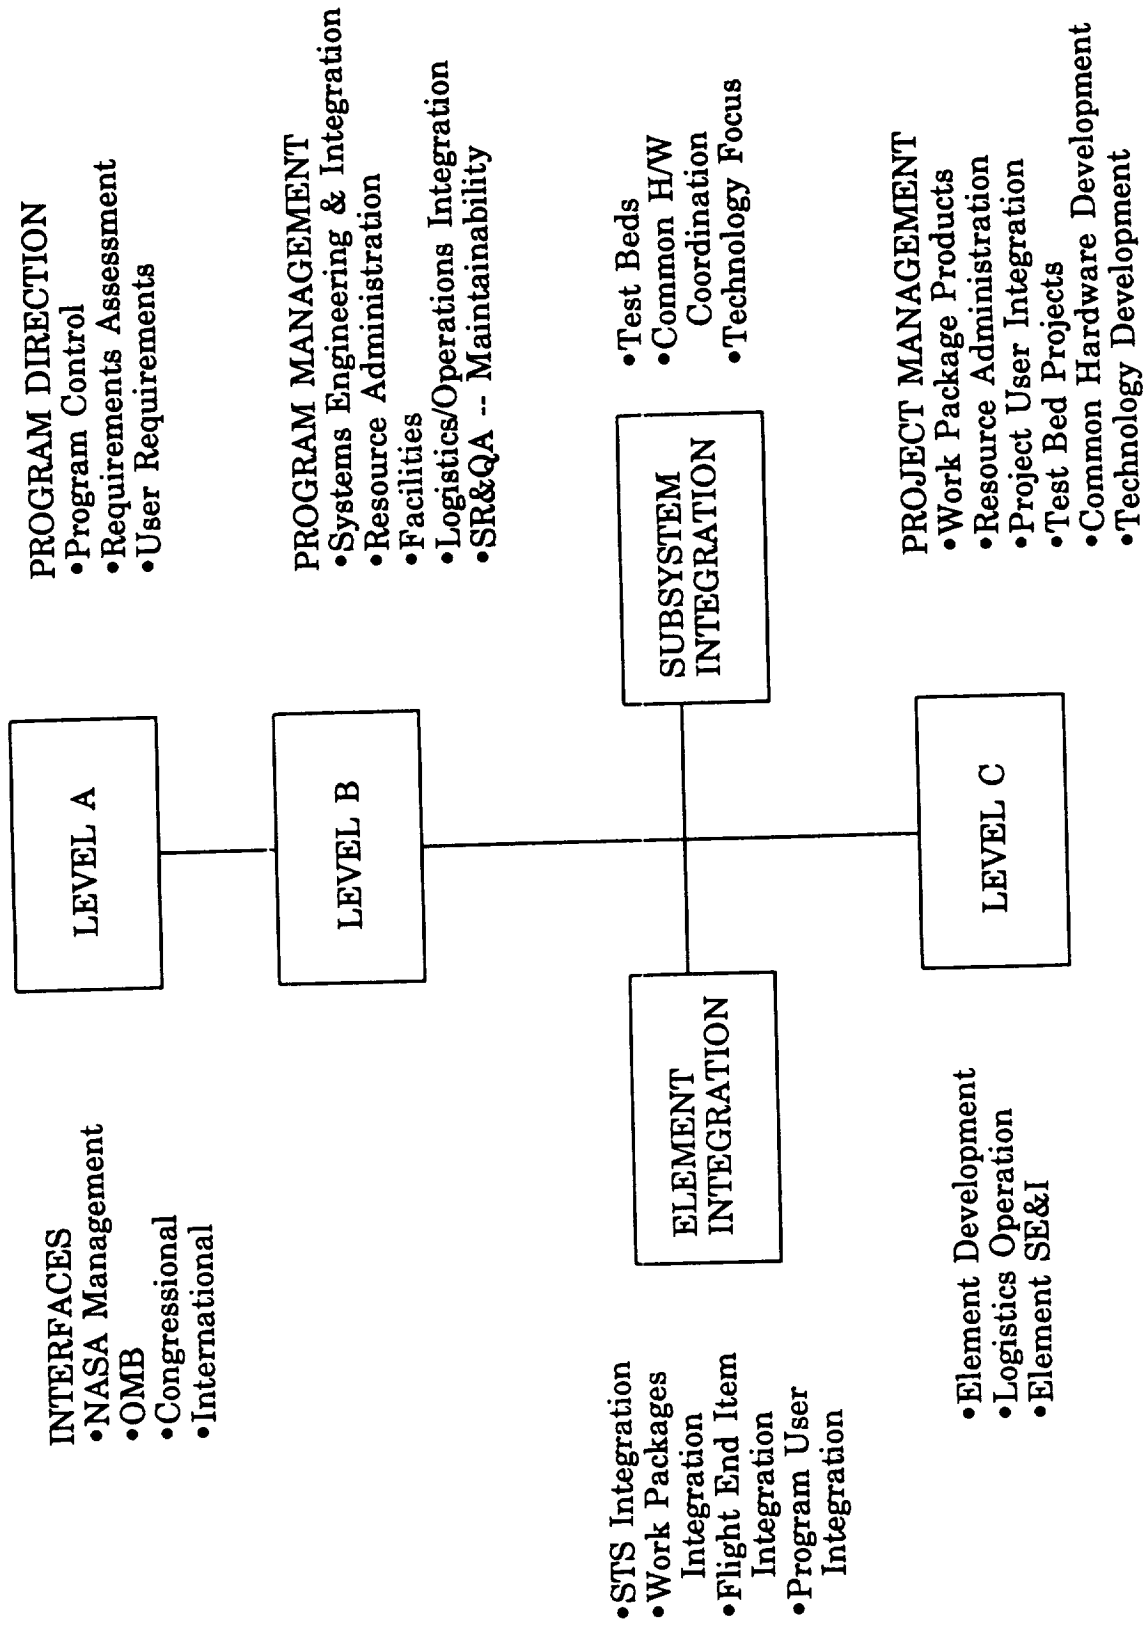 INTERFACES
•NASA Management
•OMB
•Congressional
•International
LEVEL A
PROGRAM DIRECTION
•Program Control
•Requirements Assessment
•User Requirements
LEVEL B
PROGRAM MANAGEMENT
•Systems Engineering & Integration
•Resource Administration
•Facilities
•Logistics/Operations Integration
•SR&QA -- Maintainability
•STS Integration
•Work Packages
Integration
•Flight End Item
Integration
•Program User
Integration
ELEMENT
INTEGRATION
SUBSYSTEM
INTEGRATION
•Test Beds
•Common H/W
Coordination
•Technology Focus
•Element Development
•Logistics Operation
•Element SE&I
LEVEL C
PROJECT MANAGEMENT
•Work Package Products
•Resource Administration
•Project User Integration
•Test Bed Projects
•Common Hardware Development
•Technology Development